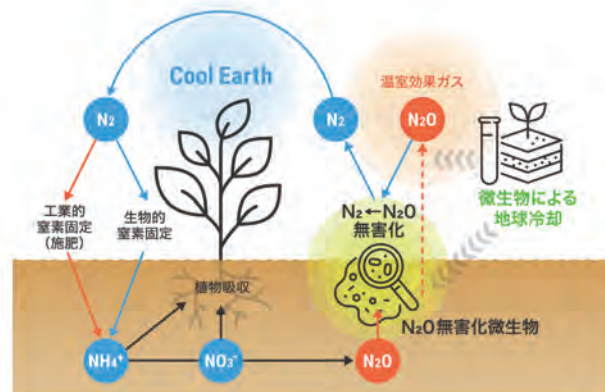 Cool Earth
温室効果ガス
N₂
N₂
N₂O
工業的
窒素固定
(施肥)
生物的
窒素固定
N₂←N₂O
無害化
微生物による
地球冷却
植物吸収
N₂O無害化微生物
NH₄⁺
NO₃⁻
N₂O